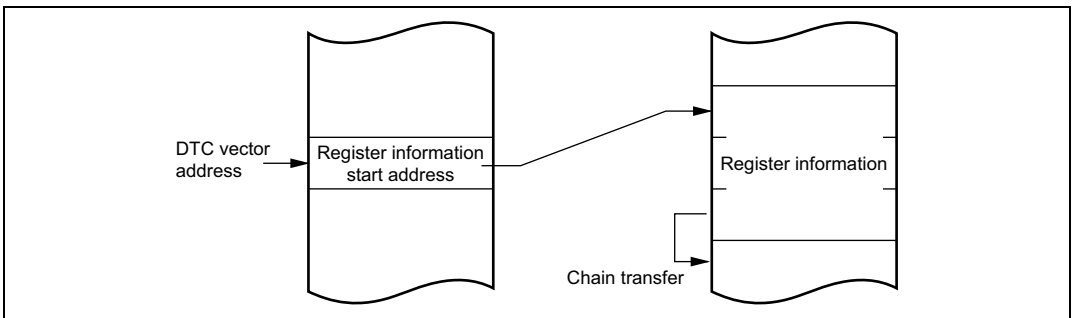 DTC vector
address
Register information
start address
Register information
Chain transfer